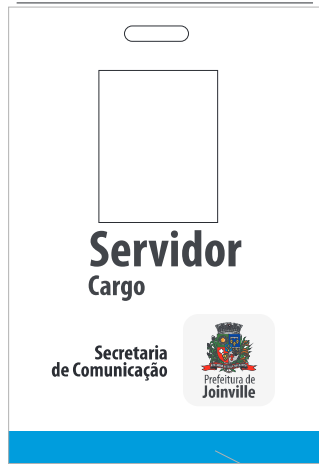 Servidor
Cargo
Secretaria
de Comunicação
Prefeitura de
Joinville